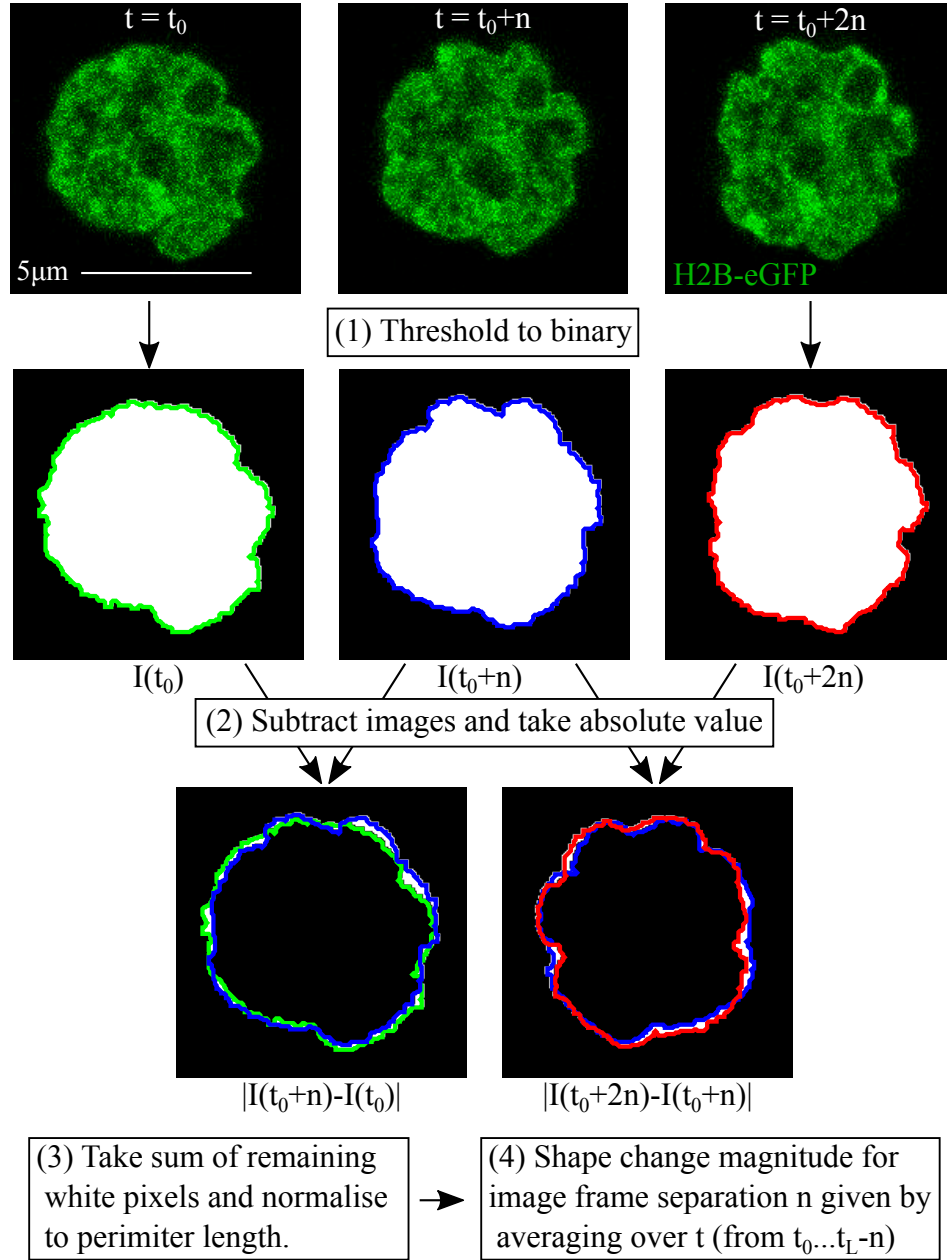 t = t₀
t = t₀+n
t = t₀+2n
5μm
H2B-eGFP
(1) Threshold to binary
I(t₀)
I(t₀+n)
I(t₀+2n)
(2) Subtract images and take absolute value
|I(t₀+n)-I(t₀)|
|I(t₀+2n)-I(t₀+n)|
(3) Take sum of remaining
white pixels and normalise
to perimiter length.
(4) Shape change magnitude for
image frame separation n given by
averaging over t (from t₀...t_L-n)